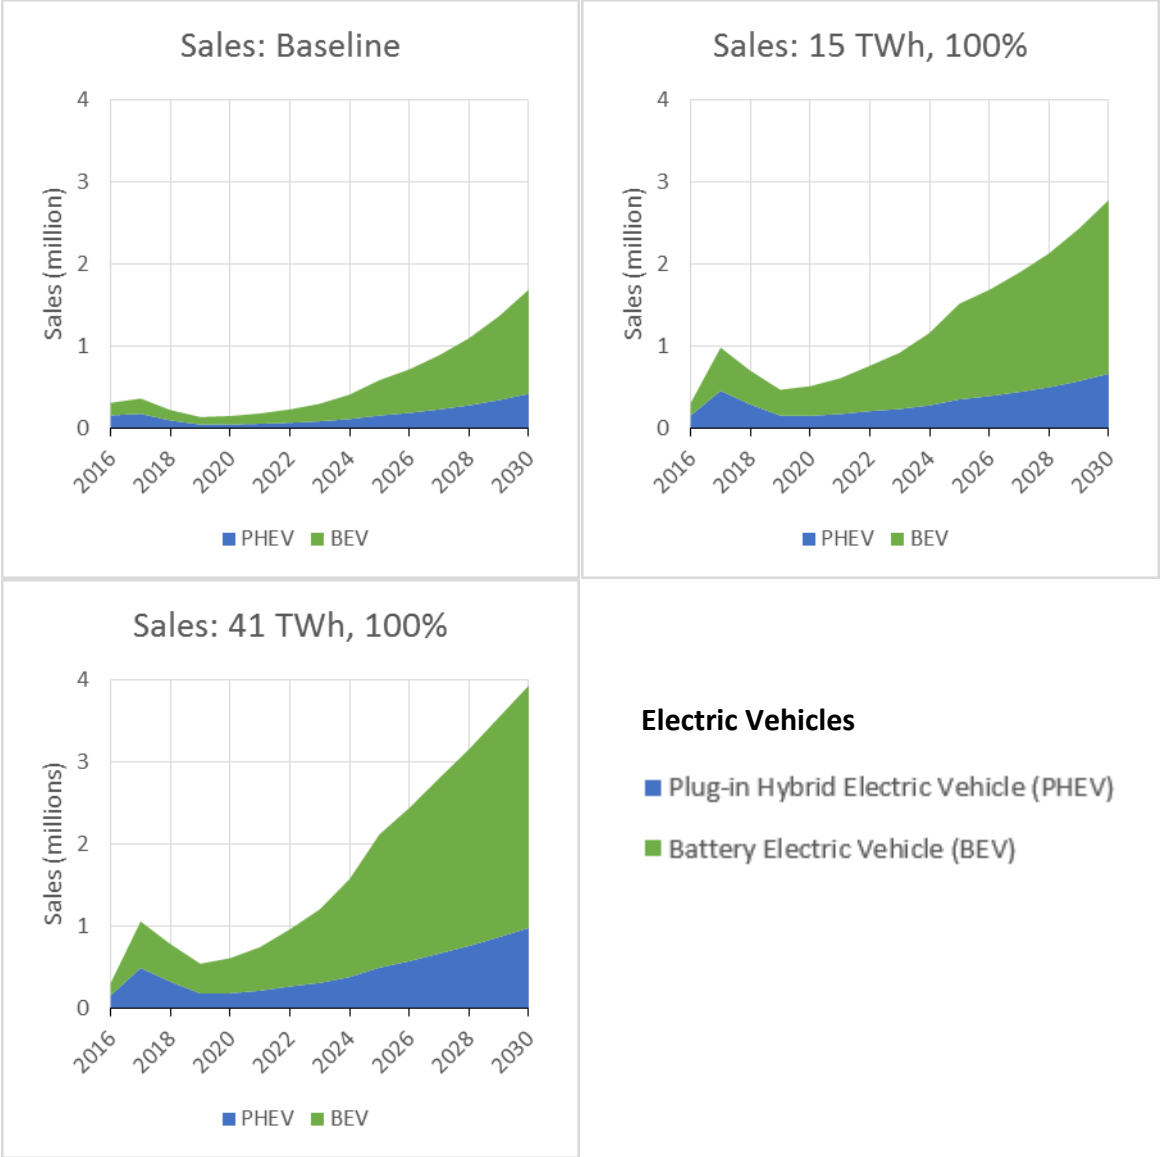 Sales: Baseline
Sales (million)
4
3
2
1
0
2016 2018 2020 2022 2024 2026 2028 2030
PHEV BEV
Sales: 15 TWh, 100%
Sales (million)
4
3
2
1
0
2016 2018 2020 2022 2024 2026 2028 2030
PHEV BEV
Sales: 41 TWh, 100%
Sales (millions)
4
3
2
1
0
2016 2018 2020 2022 2024 2026 2028 2030
PHEV BEV
Electric Vehicles
Plug-in Hybrid Electric Vehicle (PHEV)
Battery Electric Vehicle (BEV)